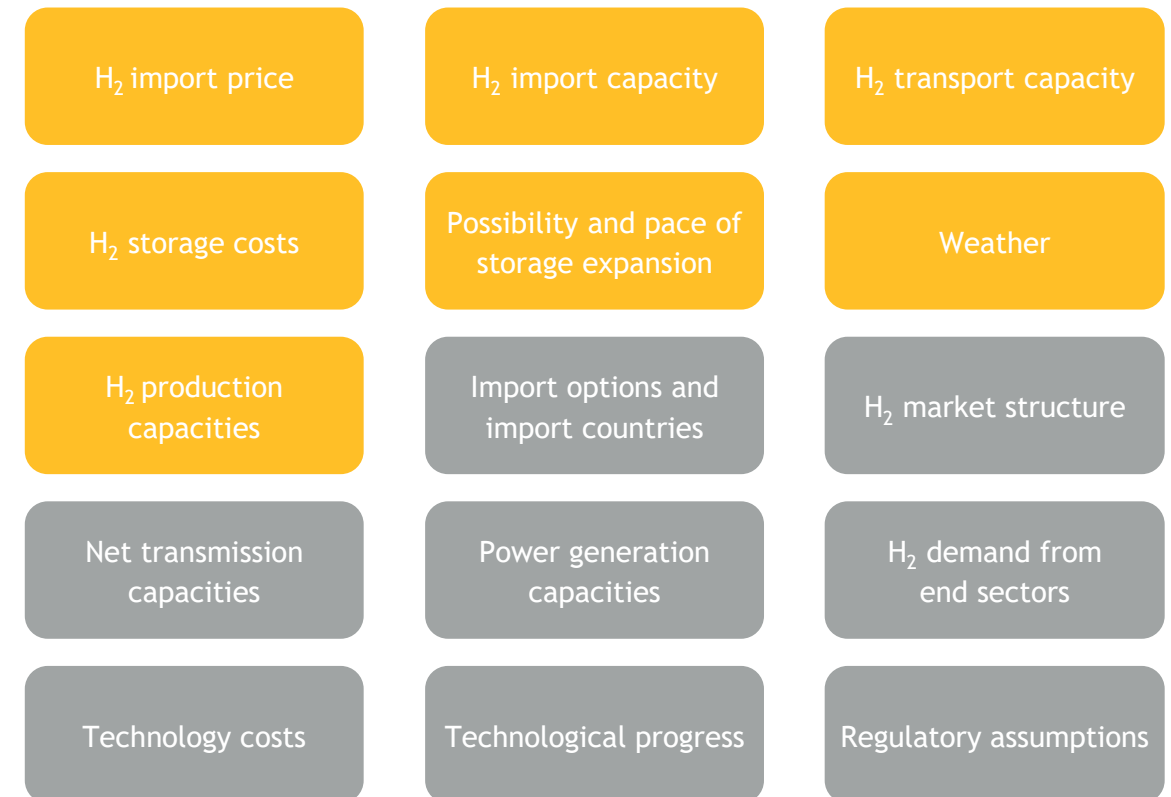 H₂ import price
H₂ import capacity
H₂ transport capacity
H₂ storage costs
Possibility and pace of
storage expansion
Weather
H₂ production
capacities
Import options and
import countries
H₂ market structure
Net transmission
capacities
Power generation
capacities
H₂ demand from
end sectors
Technology costs
Technological progress
Regulatory assumptions